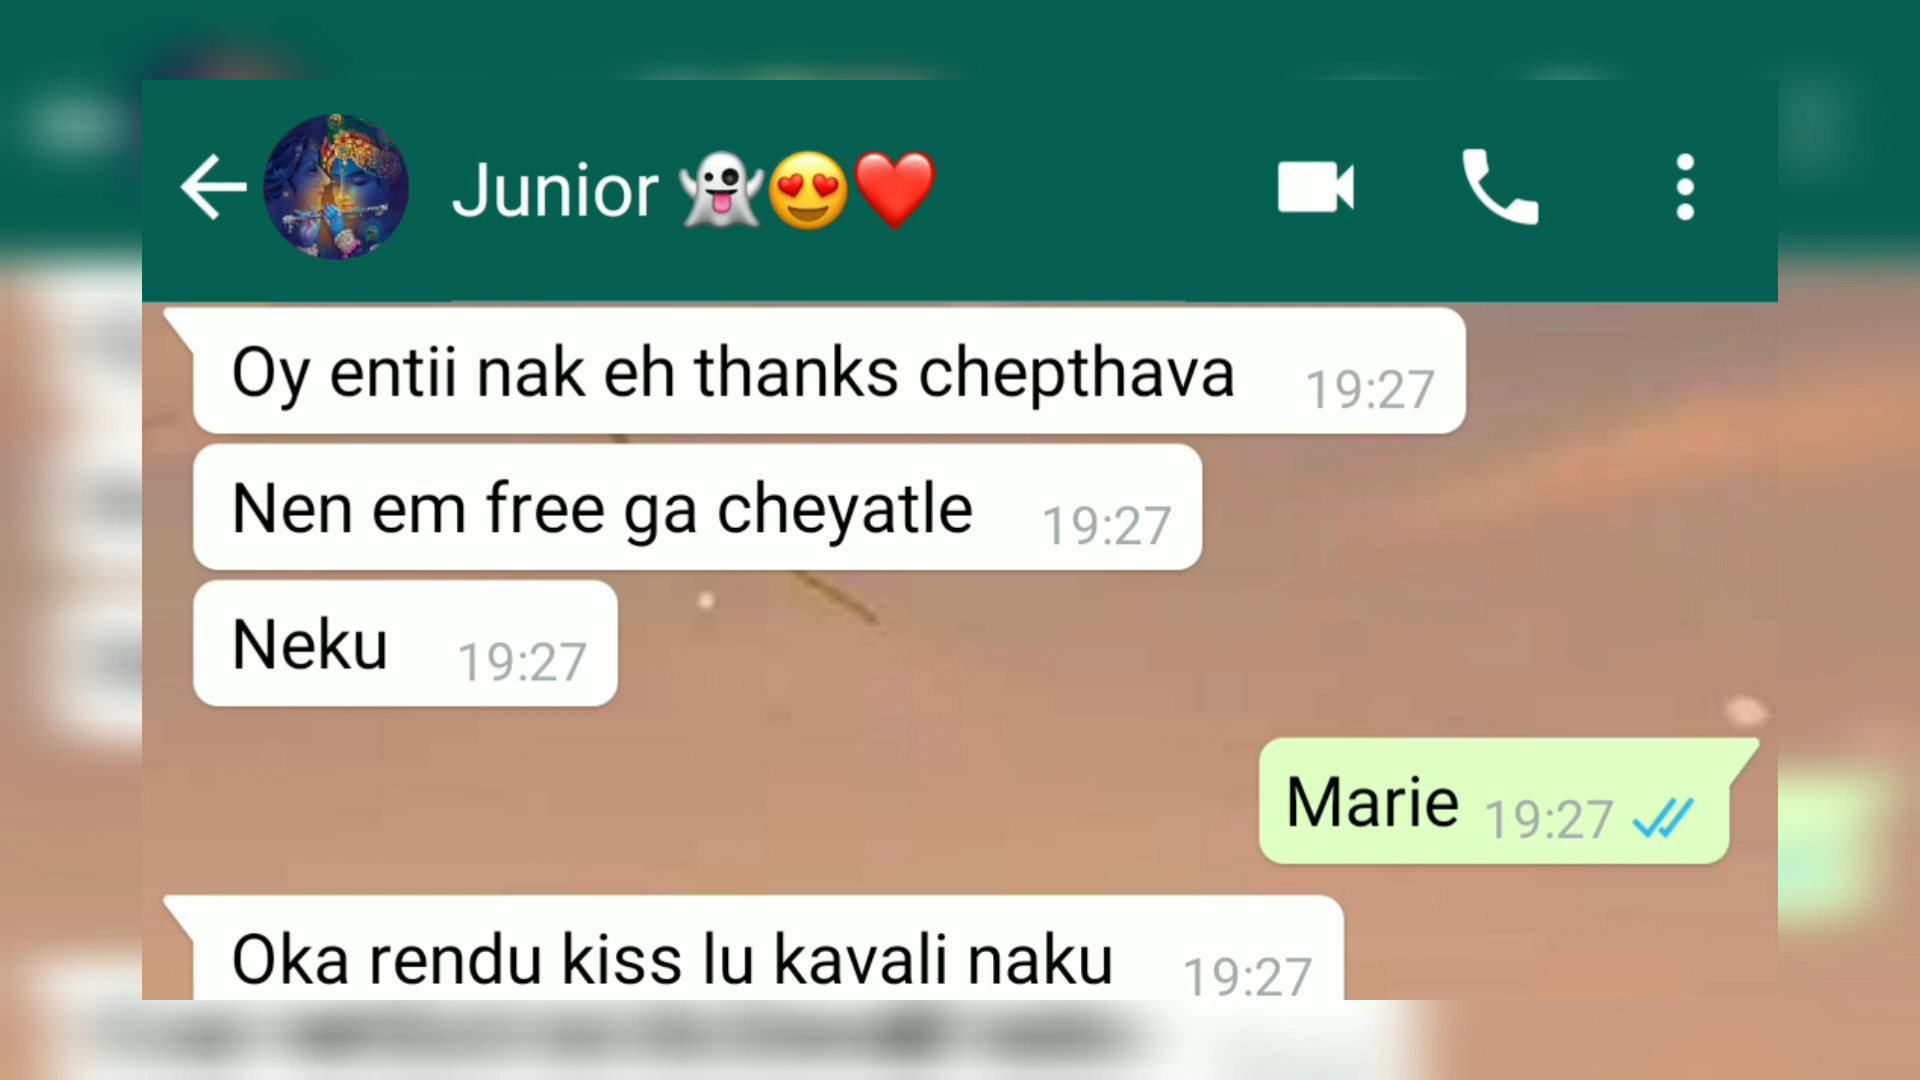 Junior 👻😍❤️
Oy entii nak eh thanks chepthava 19:27
Nen em free ga cheyatle 19:27
Neku 19:27
Marie 19:27
Oka rendu kiss lu kavali naku 19:27